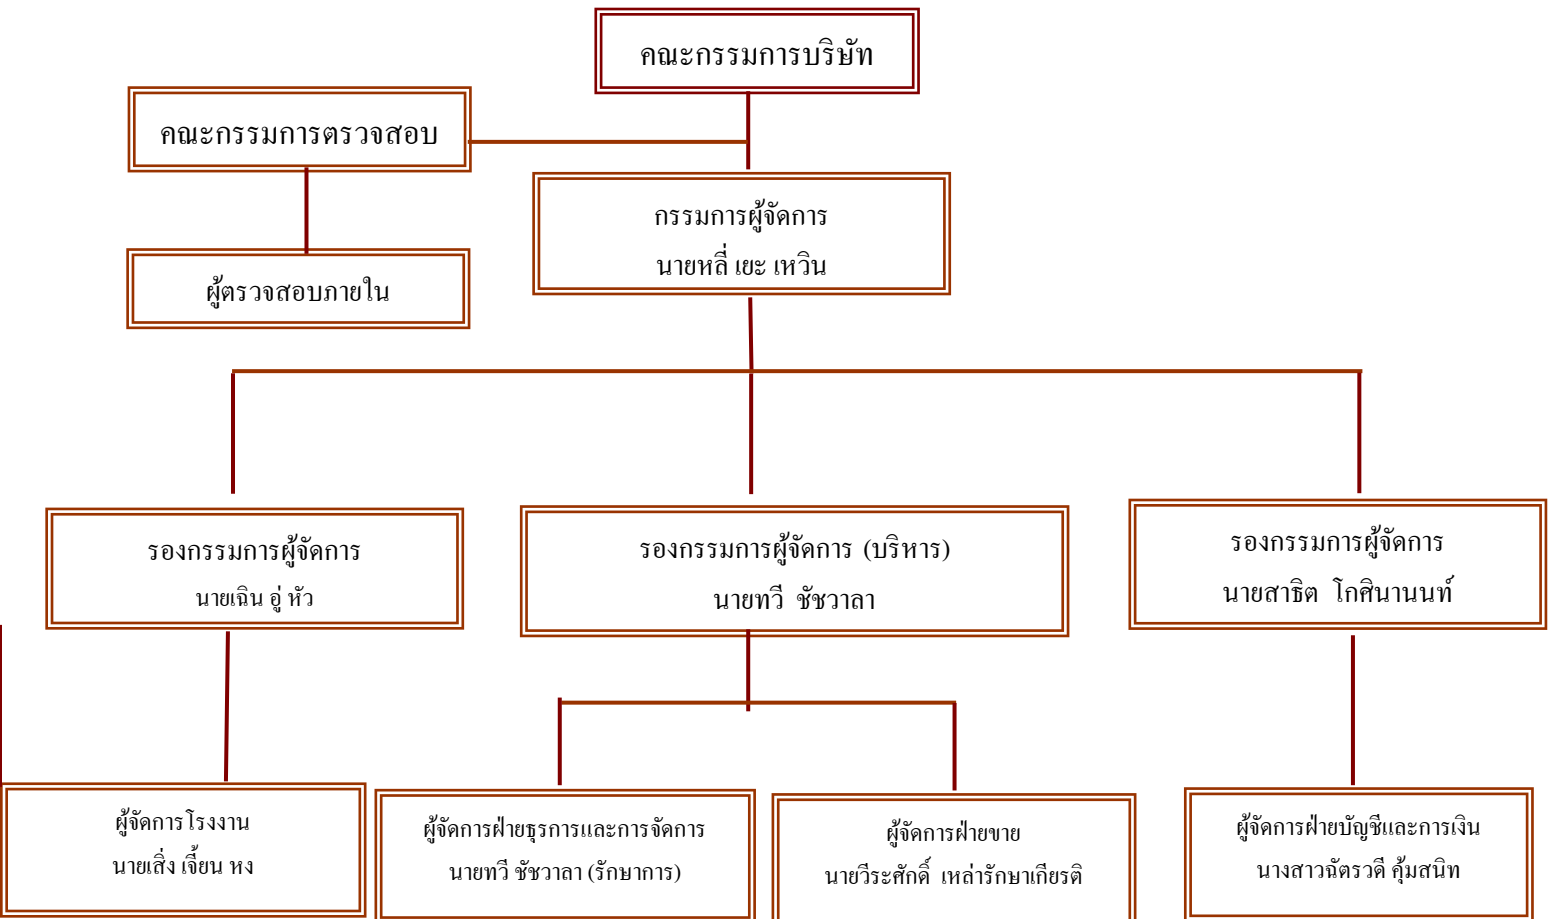 คณะกรรมการบริษัท
คณะกรรมการตรวจสอบ
กรรมการผู้จัดการ
นายหลี่ เยะ เหวิน
ผู้ตรวจสอบภายใน
รองกรรมการผู้จัดการ
นายเฉิน อู่ หัว
รองกรรมการผู้จัดการ (บริหาร)
นายทวี ชัชวาลา
รองกรรมการผู้จัดการ
นายสาธิต โกศินานนท์
ผู้จัดการโรงงาน
นายเสิ่ง เจี้ยน หง
ผู้จัดการฝ่ายธุรการและการจัดการ
นายทวี ชัชวาลา (รักษาการ)
ผู้จัดการฝ่ายขาย
นายวีระศักดิ์ เหล่ารักษาเกียรติ
ผู้จัดการฝ่ายบัญชีและการเงิน
นางสาวฉัตรวดี คุ้มสนิท